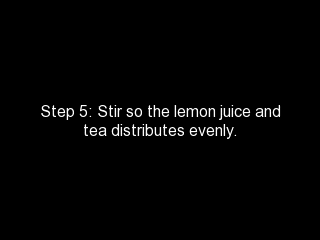 Step 5: Stir so the lemon juice and
tea distributes evenly.